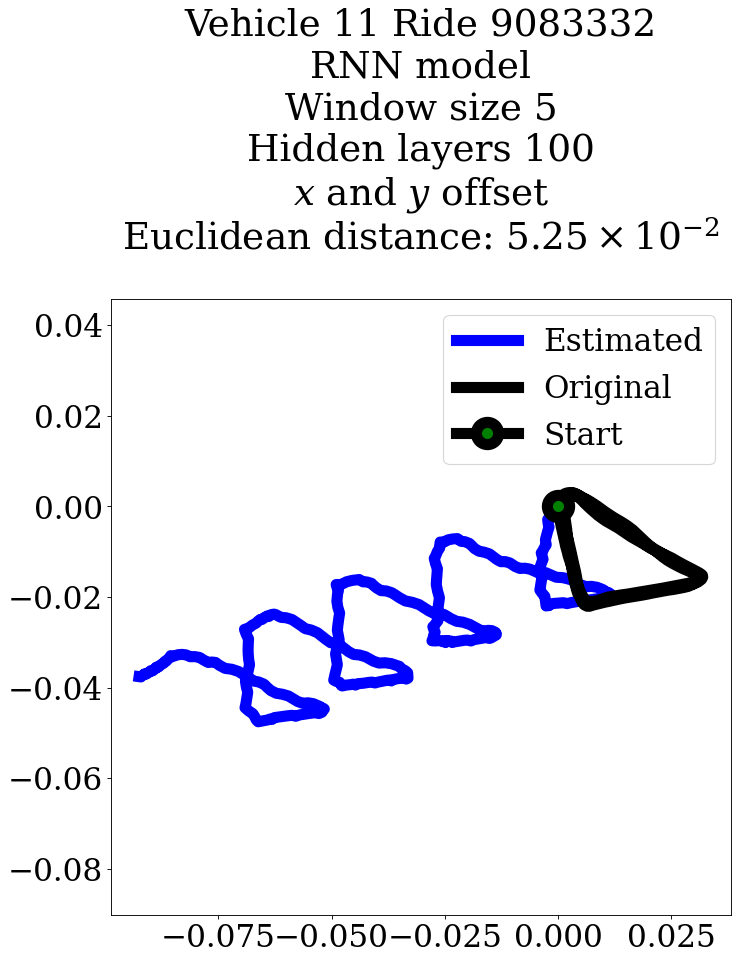 Vehicle 11 Ride 9083332
RNN model
Window size 5
Hidden layers 100
x and y offset
Euclidean distance: 5.25 × 10⁻²
Estimated
Original
Start
0.04
0.02
0.00
−0.02
−0.04
−0.06
−0.08
−0.075 −0.050 −0.025 0.000 0.025